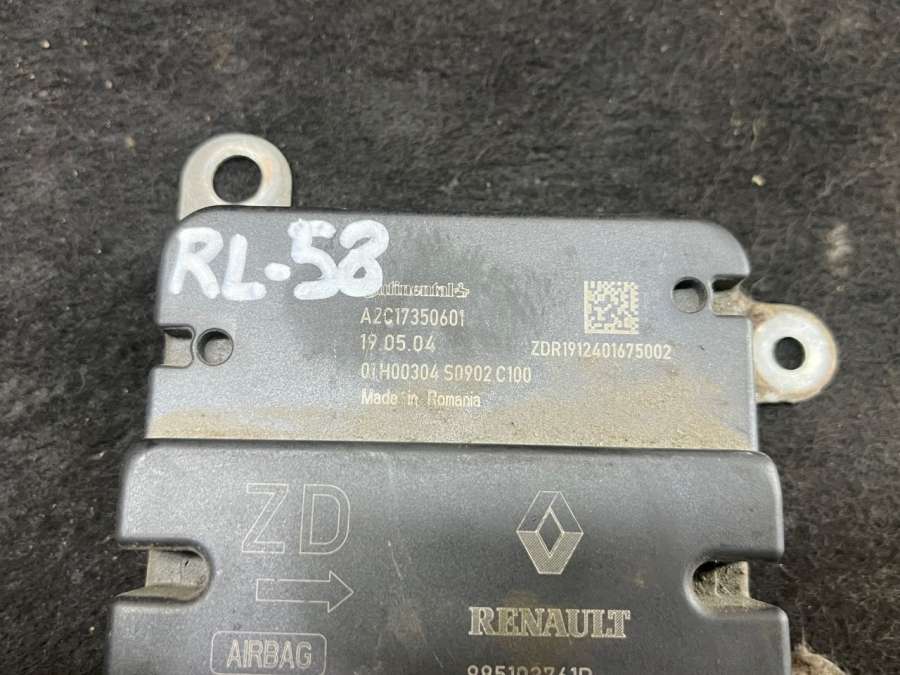 RL-58
Continental
A2C17350601
19.05.04
ZDR1912401675002
01H00304 S0902 C100
Made in Romania
ZD
RENAULT
AIRBAG